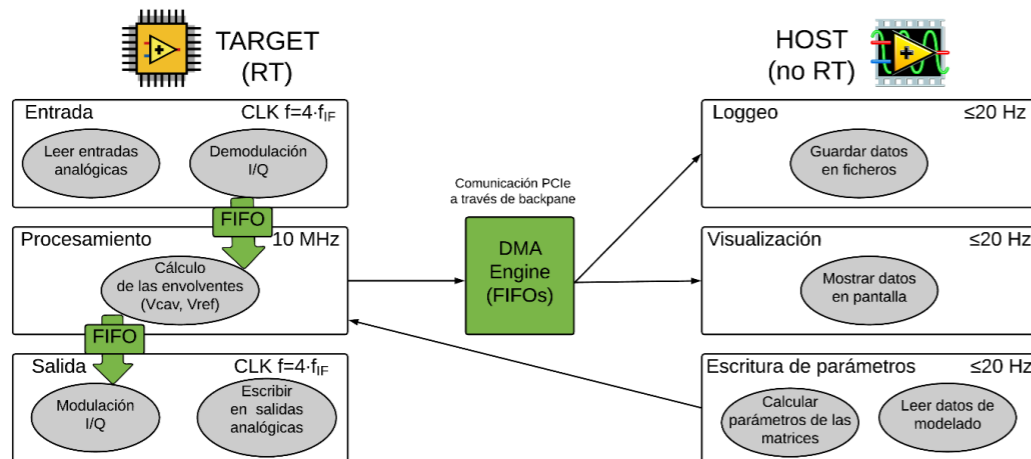 TARGET
(RT)
HOST
(no RT)
Entrada
CLK f=4·fIF
Leer entradas
analógicas
Demodulación
I/Q
FIFO
Procesamiento
10 MHz
Cálculo
de las envolventes
(Vcav, Vref)
FIFO
Salida
CLK f=4·fIF
Modulación
I/Q
Escribir
en salidas
analógicas
Comunicación PCIe
a través de backpane
DMA
Engine
(FIFOs)
Loggeo
≤20 Hz
Guardar datos
en ficheros
Visualización
≤20 Hz
Mostrar datos
en pantalla
Escritura de parámetros
≤20 Hz
Calcular
parámetros de las
matrices
Leer datos de
modelado